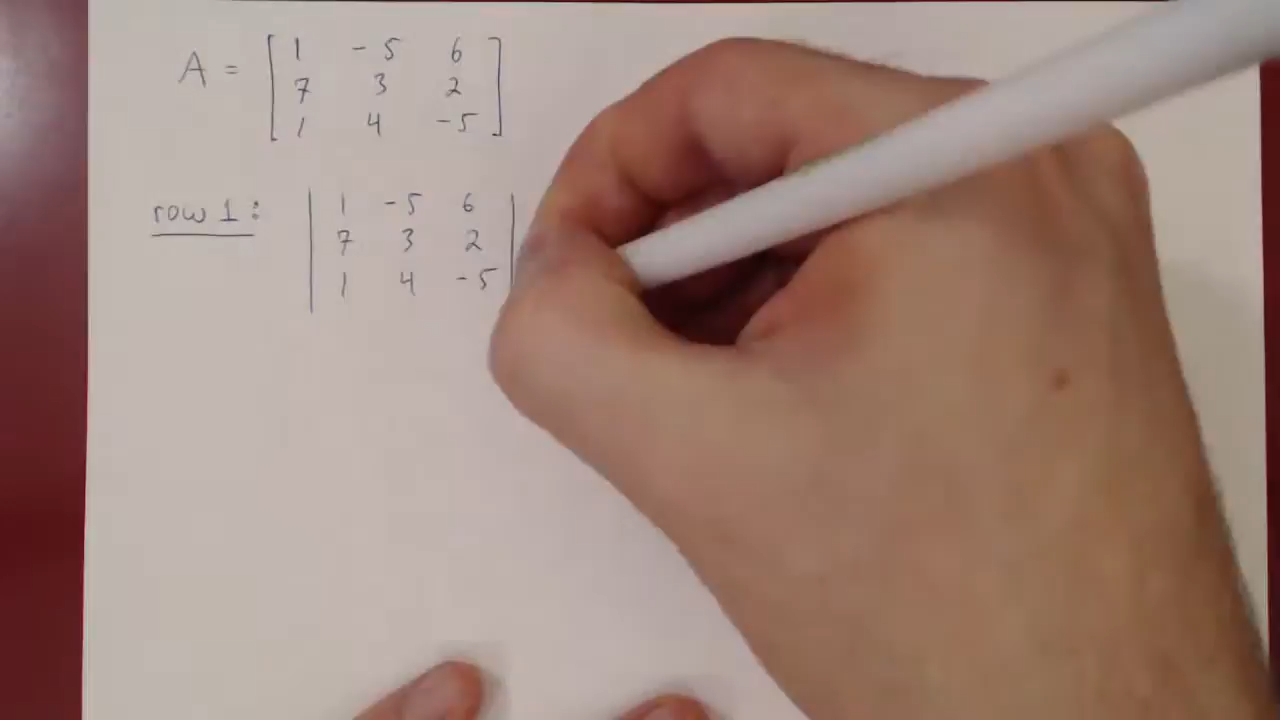 A = [ 1 -5 6
7 3 2
1 4 -5 ]
row 1: | 1 -5 6
7 3 2
1 4 -5 |